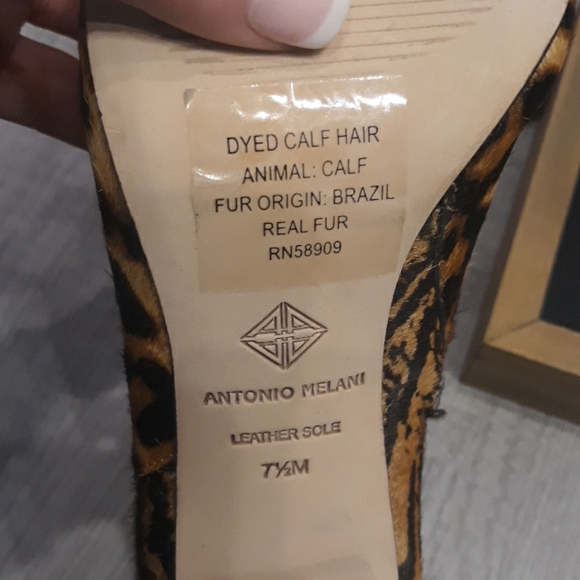 DYED CALF HAIR
ANIMAL: CALF
FUR ORIGIN: BRAZIL
REAL FUR
RN58909
ANTONIO MELANI
LEATHER SOLE
7½M